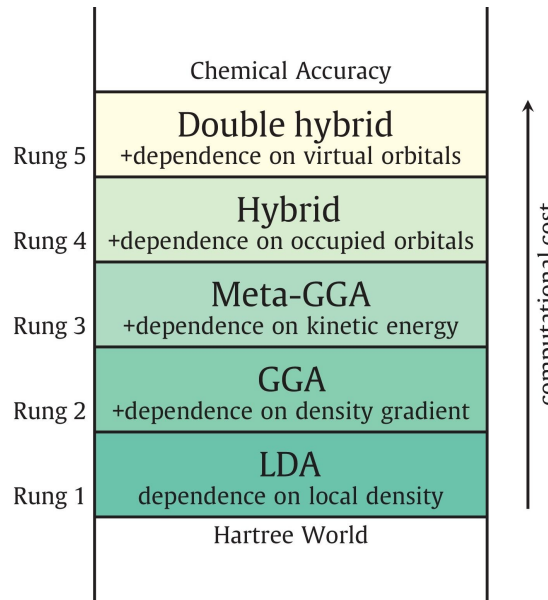 Chemical Accuracy
Double hybrid
Rung 5
+dependence on virtual orbitals
Hybrid
Rung 4
+dependence on occupied orbitals
Meta-GGA
Rung 3
+dependence on kinetic energy
GGA
Rung 2
+dependence on density gradient
LDA
Rung 1
dependence on local density
Hartree World
computational cost